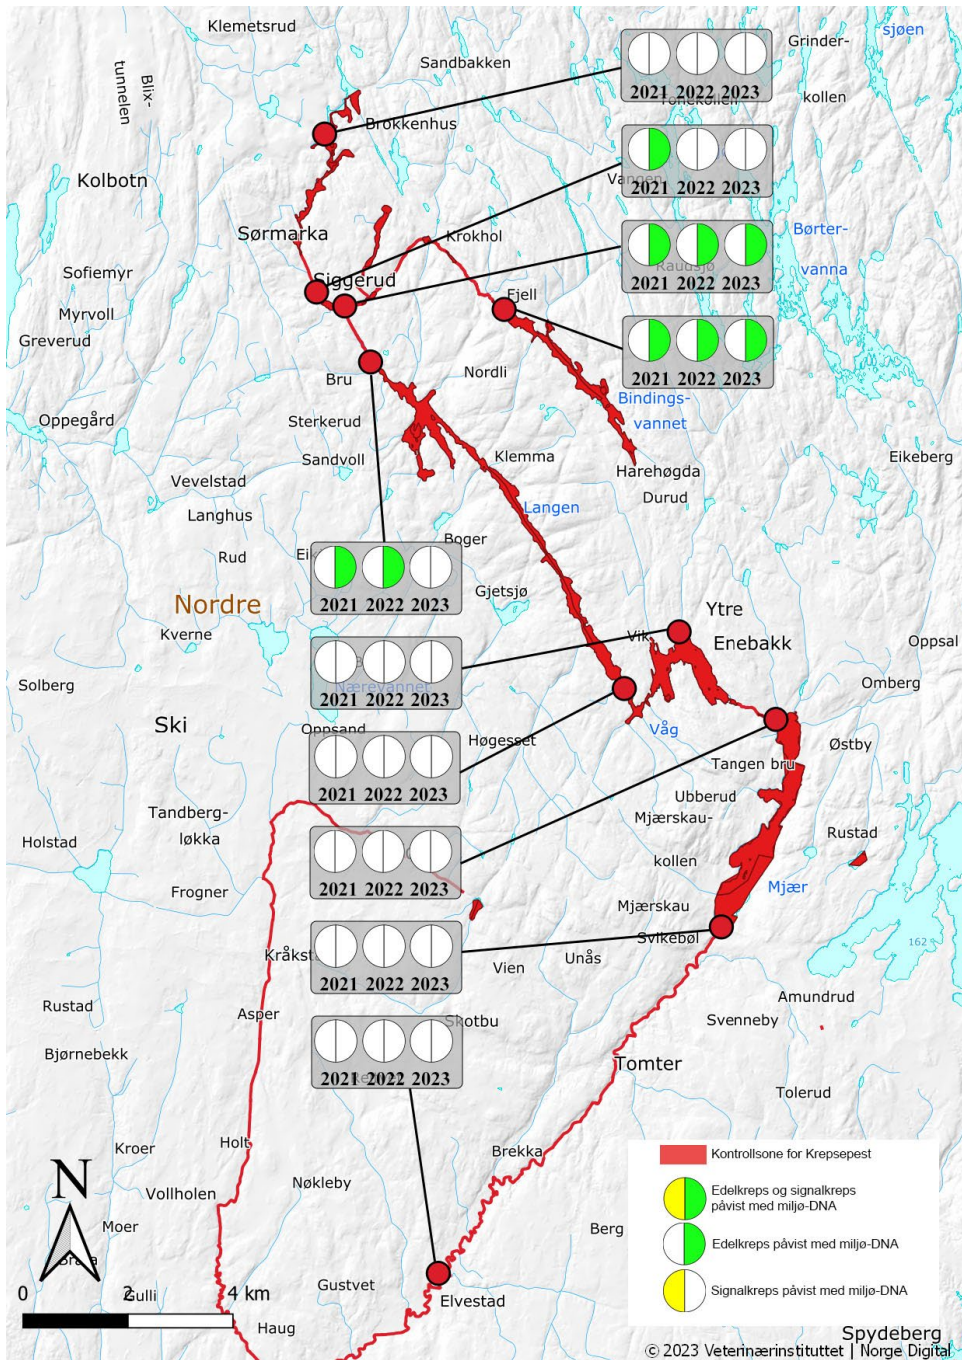 Klemetsrud
sjøen
Grinder-
kollen
Sandbakken
Blix-
tunnelen
2021 2022 2023
Brokkenhus
Kolbotn
2021 2022 2023
Vangen
Sørmarka
Krokhol
Børter-
vanna
Sofiemyr
Siggerud
2021 2022 2023
Raudsjø
Myrvoll
Fjell
Greverud
2021 2022 2023
Bru
Nordli
Bindings-
vannet
Oppegård
Sterkerud
Sandvoll
Klemma
Harehøgda
Eikeberg
Vevelstad
Durud
Langhus
Langen
Rud
Boger
2021 2022 2023
Gjetsjø
Nordre
Ytre
Enebakk
Kverne
Vik
Oppsal
2021 2022 2023
Nærevannet
Solberg
Omberg
Ski
Oppsand
Høgesset
Våg
Østby
2021 2022 2023
Tangen bru
Ubberud
Tandberg-
løkka
Mjærskau-
kollen
Rustad
Holstad
2021 2022 2023
Frogner
Mjær
Mjærskau
Svikebøl
162
2021 2022 2023
Vien
Unås
Rustad
Asper
Skotbu
Amundrud
Svenneby
Bjørnebekk
2021 2022 2023
Tomter
Tolerud
Kroer
Holt
Brekka
Nøkleby
Vollholen
Moer
Berg
N
0 2 4 km
Gulli
Gustvet
Elvestad
Haug
Kontrollsone for Krepsepest
Edelkreps og signalkreps
påvist med miljø-DNA
Edelkreps påvist med miljø-DNA
Signalkreps påvist med miljø-DNA
Spydeberg
© 2023 Veterinærinstituttet | Norge Digital